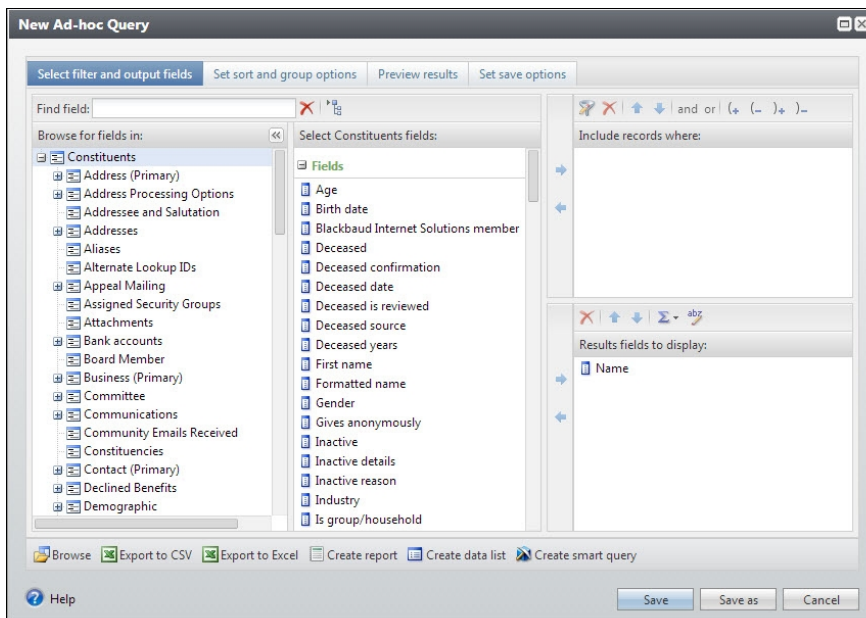 New Ad-hoc Query
Select filter and output fields
Set sort and group options
Preview results
Set save options
Find field:
Browse for fields in:
Constituents
Address (Primary)
Address Processing Options
Addressee and Salutation
Addresses
Aliases
Alternate Lookup IDs
Appeal Mailing
Assigned Security Groups
Attachments
Bank accounts
Board Member
Business (Primary)
Committee
Communications
Community Emails Received
Constituencies
Contact (Primary)
Declined Benefits
Demographic
Select Constituents fields:
Fields
Age
Birth date
Blackbaud Internet Solutions member
Deceased
Deceased confirmation
Deceased date
Deceased is reviewed
Deceased source
Deceased years
First name
Formatted name
Gender
Gives anonymously
Inactive
Inactive details
Inactive reason
Industry
Is group/household
and or (+ (- )+ )-
Include records where:
Σ abz
Results fields to display:
Name
Browse Export to CSV Export to Excel Create report Create data list Create smart query
Help
Save Save as Cancel